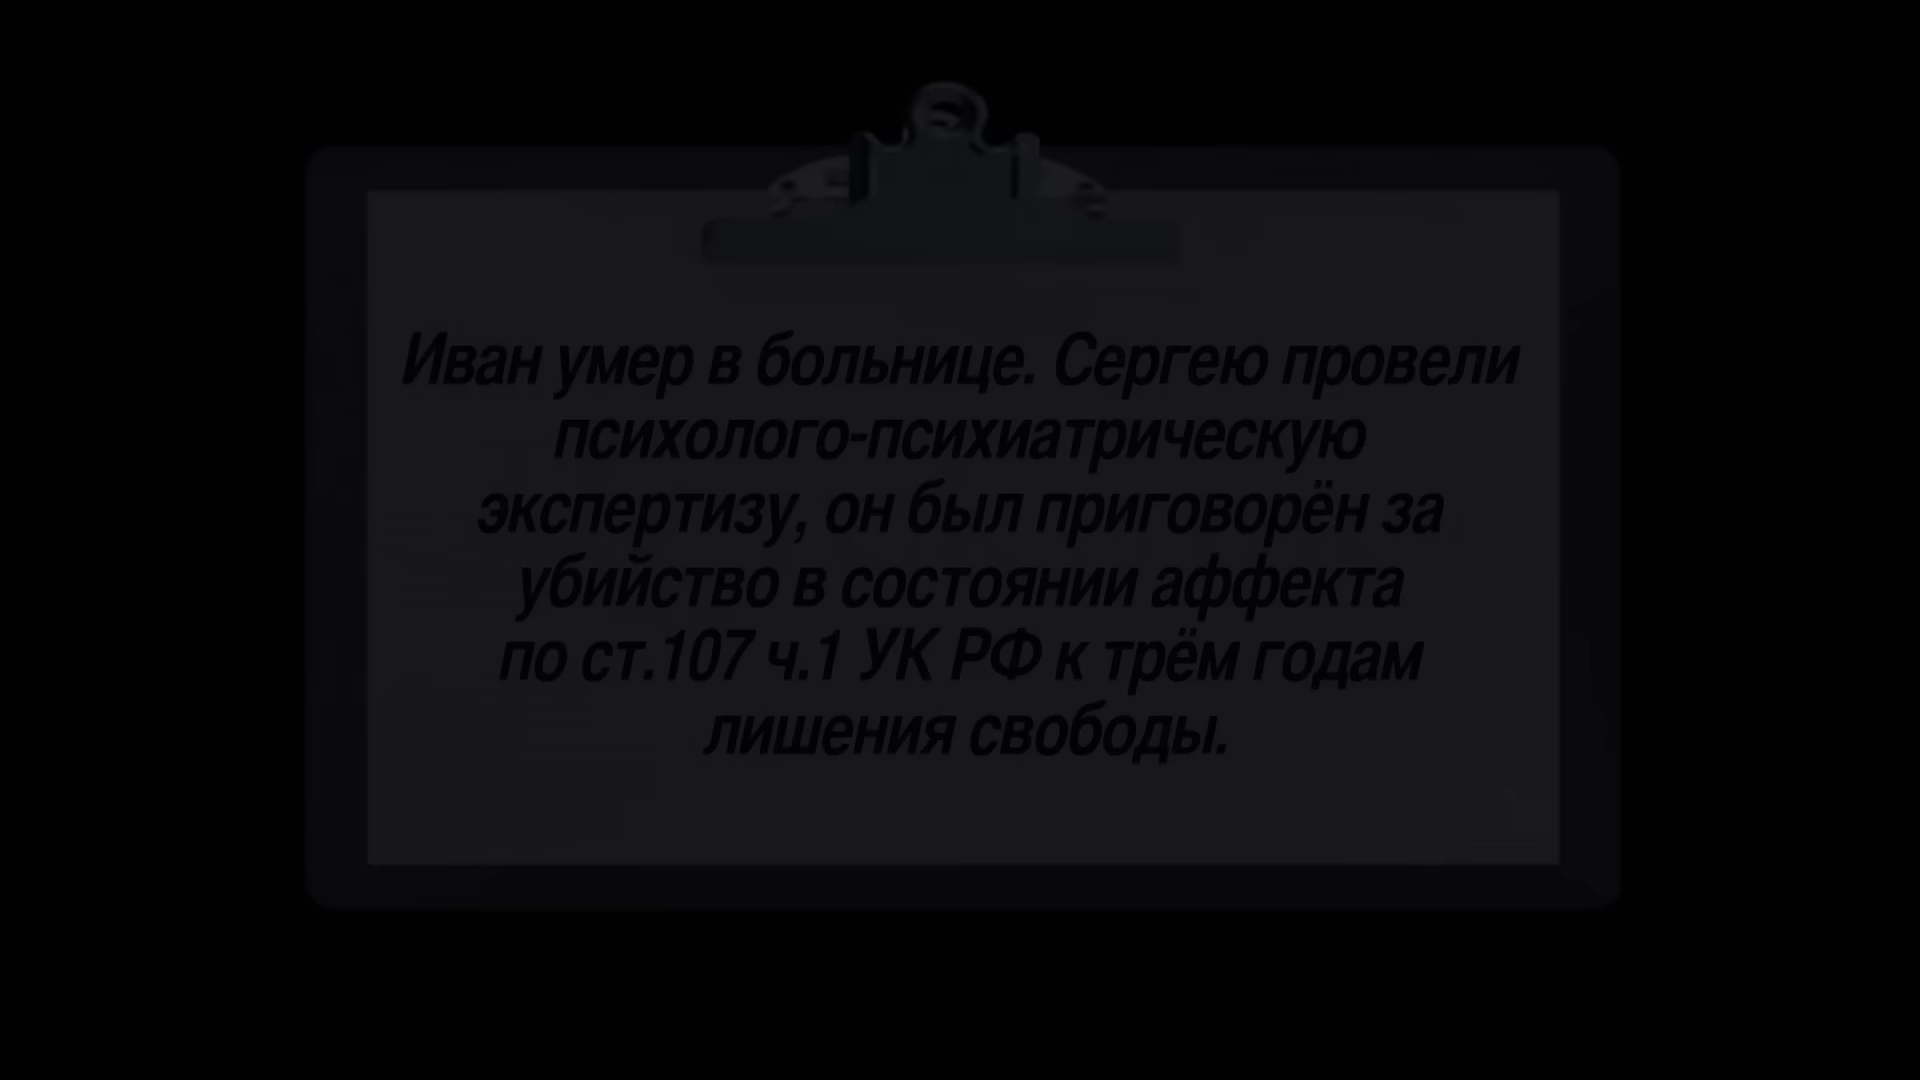 Иван умер в больнице. Сергею провели
психолого-психиатрическую
экспертизу, он был приговорён за
убийство в состоянии аффекта
по ст.107 ч.1 УК РФ к трём годам
лишения свободы.